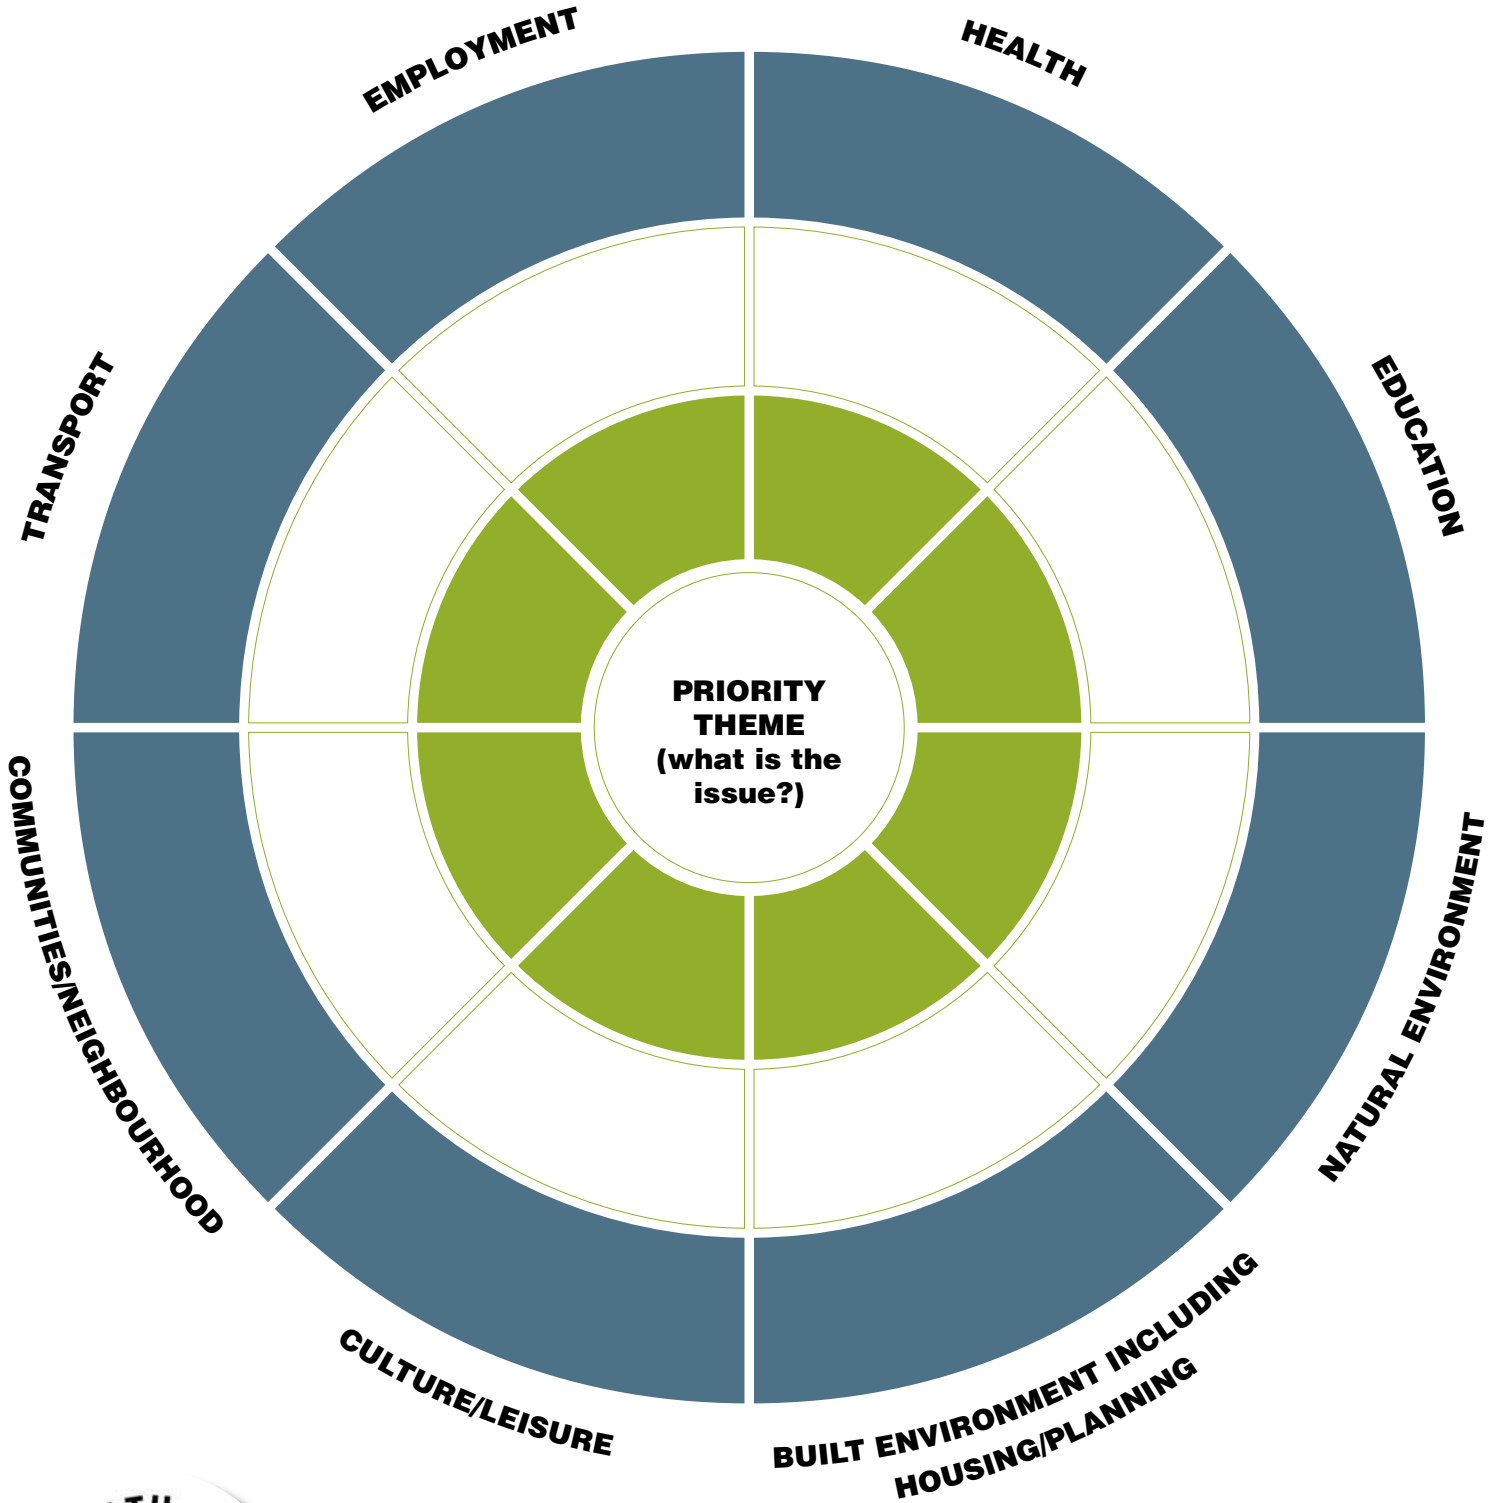 EMPLOYMENT
HEALTH
TRANSPORT
EDUCATION
PRIORITY
THEME
(what is the
issue?)
COMMUNITIES/NEIGHBOURHOOD
NATURAL ENVIRONMENT
CULTURE/LEISURE
BUILT ENVIRONMENT INCLUDING
HOUSING/PLANNING